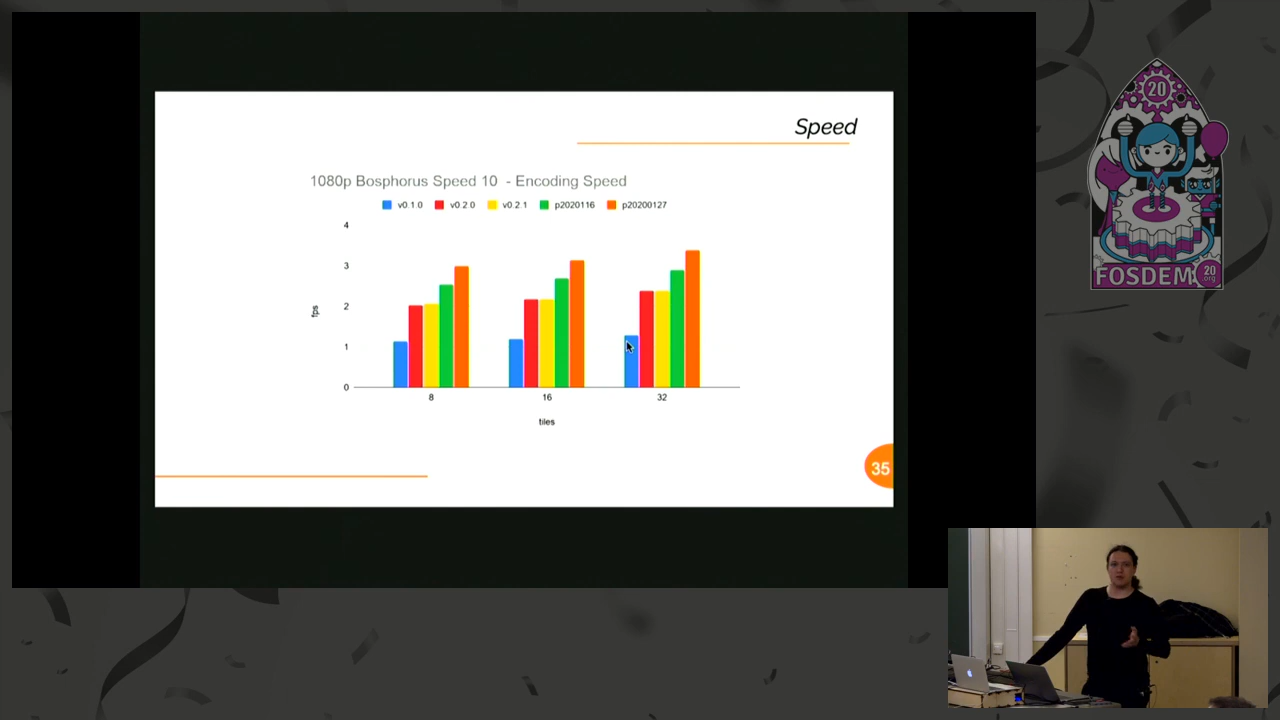 Speed
1080p Bosphorus Speed 10 - Encoding Speed
v0.1.0 v0.2.0 v0.2.1 p2020116 p20200127
4
3
2
1
0
fps
8 16 32
tiles
35
20
FOSDEM 20
.org